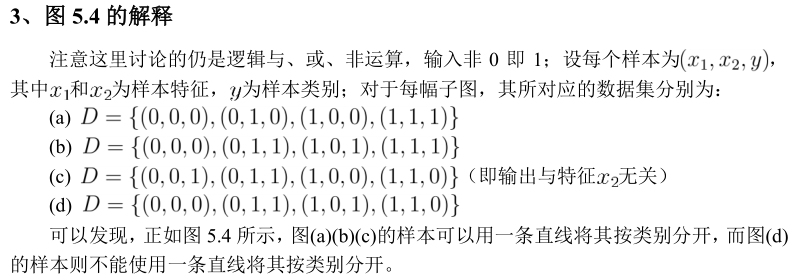 3、图 5.4 的解释
注意这里讨论的仍是逻辑与、或、非运算，输入非 0 即 1；设每个样本为(x₁, x₂, y)，
其中x₁和x₂为样本特征，y为样本类别；对于每幅子图，其所对应的数据集分别为：
(a) D = {(0, 0, 0), (0, 1, 0), (1, 0, 0), (1, 1, 1)}
(b) D = {(0, 0, 0), (0, 1, 1), (1, 0, 1), (1, 1, 1)}
(c) D = {(0, 0, 1), (0, 1, 1), (1, 0, 0), (1, 1, 0)}（即输出与特征x₂无关）
(d) D = {(0, 0, 0), (0, 1, 1), (1, 0, 1), (1, 1, 0)}
可以发现，正如图 5.4 所示，图(a)(b)(c)的样本可以用一条直线将其按类别分开，而图(d)
的样本则不能使用一条直线将其按类别分开。